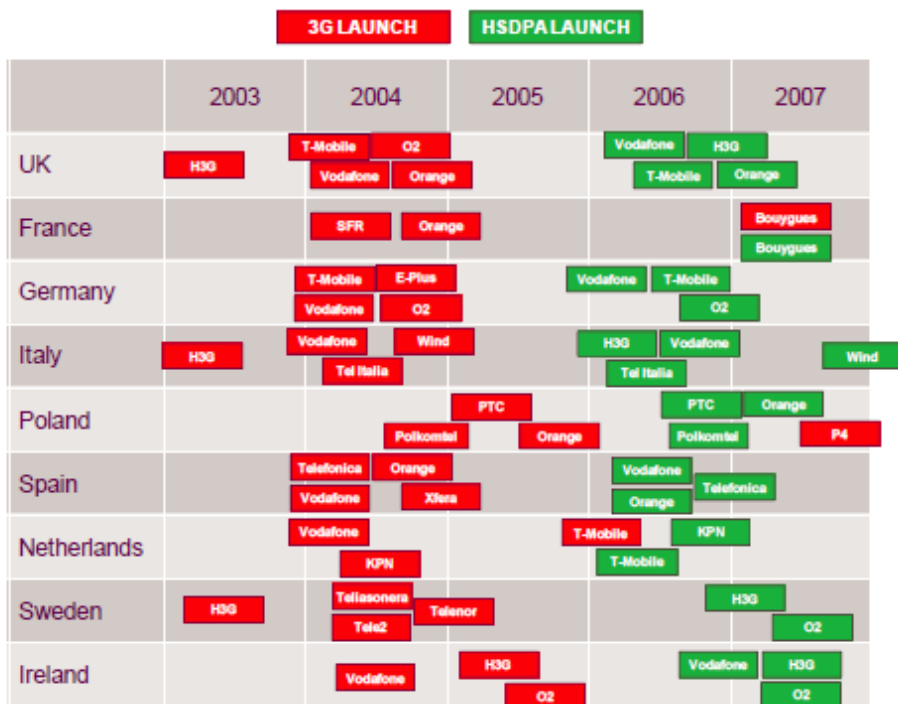 3G LAUNCH HSDPA LAUNCH
2003 2004 2005 2006 2007
T-Mobile O2 Vodafone H3G
UK H3G
Vodafone Orange T-Mobile Orange
France SFR Orange Bouygues
Bouygues
T-Mobile E-Plus Vodafone T-Mobile
Germany
Vodafone O2 O2
Vodafone Wind H3G Vodafone
Italy H3G Wind
Tel Italia Tel Italia
PTC PTC Orange
Poland
Polkomtel Orange Polkomtel P4
Telefonica Orange Vodafone
Spain Telefonica
Vodafone Xfera Orange
Vodafone T-Mobile KPN
Netherlands
KPN T-Mobile
Teliasonera H3G
Sweden H3G Telenor
Tele2 O2
H3G Vodafone H3G
Ireland Vodafone
O2 O2